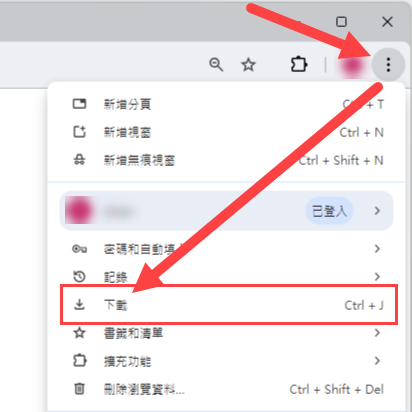 新增分頁 Ctrl + T
新增視窗 Ctrl + N
新增無痕視窗 Ctrl + Shift + N
已登入
密碼和自動填
記錄
下載 Ctrl + J
書籤和清單
擴充功能
刪除瀏覽資料... Ctrl + Shift + Del